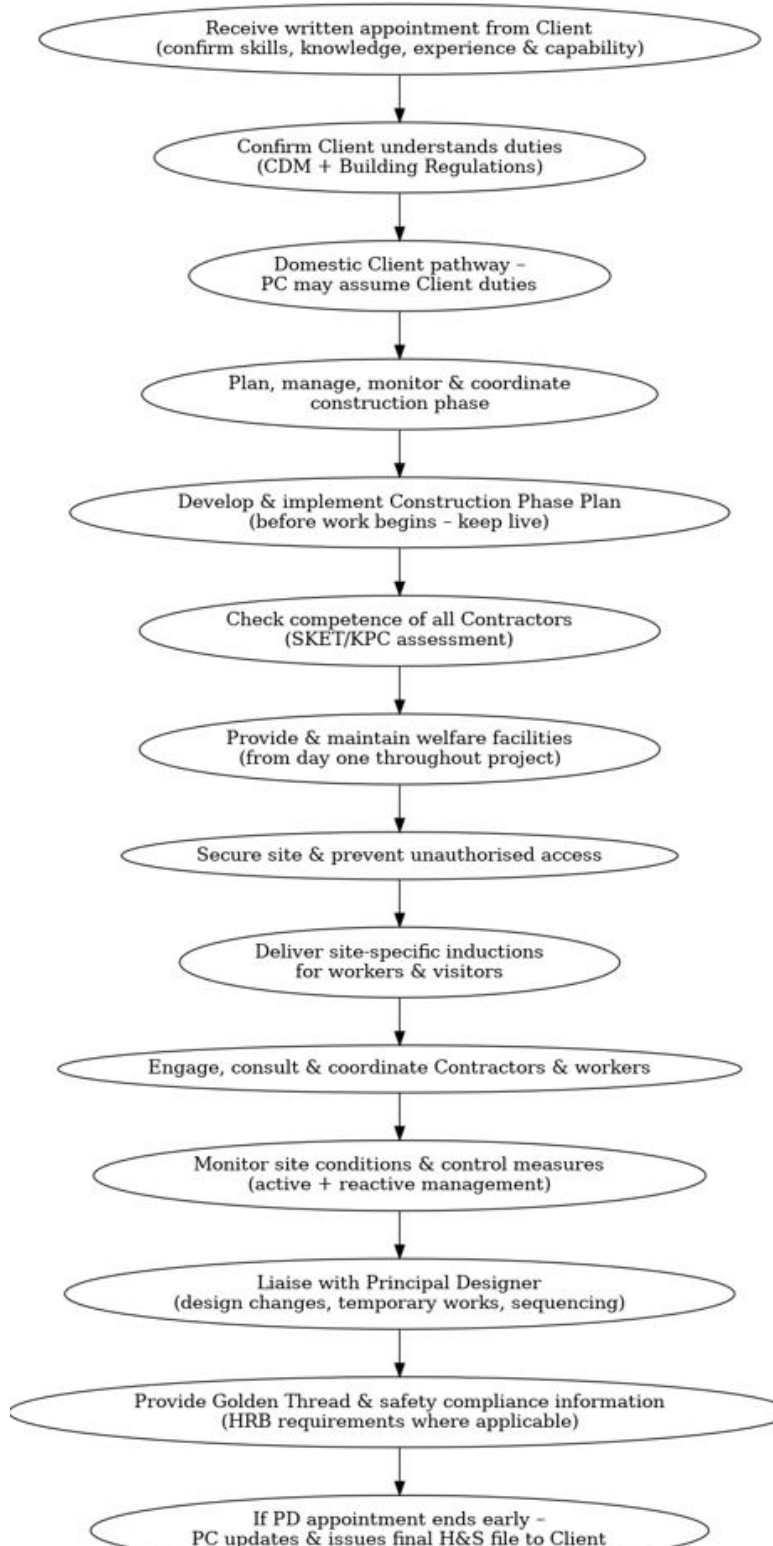 Receive written appointment from Client
(confirm skills, knowledge, experience & capability)
Confirm Client understands duties
(CDM + Building Regulations)
Domestic Client pathway –
PC may assume Client duties
Plan, manage, monitor & coordinate
construction phase
Develop & implement Construction Phase Plan
(before work begins – keep live)
Check competence of all Contractors
(SKET/KPC assessment)
Provide & maintain welfare facilities
(from day one throughout project)
Secure site & prevent unauthorised access
Deliver site-specific inductions
for workers & visitors
Engage, consult & coordinate Contractors & workers
Monitor site conditions & control measures
(active + reactive management)
Liaise with Principal Designer
(design changes, temporary works, sequencing)
Provide Golden Thread & safety compliance information
(HRB requirements where applicable)
If PD appointment ends early –
PC updates & issues final H&S file to Client